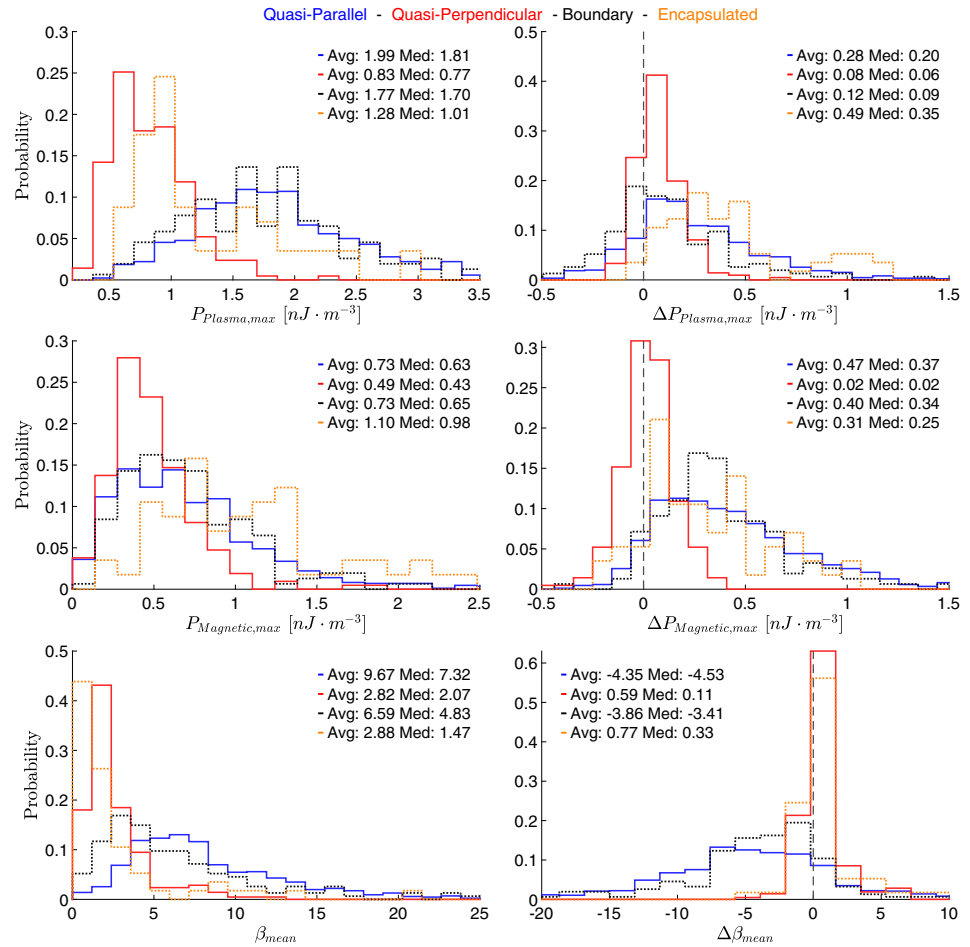 Quasi-Parallel - Quasi-Perpendicular - Boundary - Encapsulated
0.3
0.25
0.2
0.15
0.1
0.05
0
Probability
Avg: 1.99 Med: 1.81
Avg: 0.83 Med: 0.77
Avg: 1.77 Med: 1.70
Avg: 1.28 Med: 1.01
0.5 1 1.5 2 2.5 3 3.5
P_{Plasma,max} [nJ · m^{-3}]
0.5
0.4
0.3
0.2
0.1
0
Avg: 0.28 Med: 0.20
Avg: 0.08 Med: 0.06
Avg: 0.12 Med: 0.09
Avg: 0.49 Med: 0.35
-0.5 0 0.5 1 1.5
ΔP_{Plasma,max} [nJ · m^{-3}]
0.3
0.25
0.2
0.15
0.1
0.05
0
Probability
Avg: 0.73 Med: 0.63
Avg: 0.49 Med: 0.43
Avg: 0.73 Med: 0.65
Avg: 1.10 Med: 0.98
0 0.5 1 1.5 2 2.5
P_{Magnetic,max} [nJ · m^{-3}]
0.3
0.25
0.2
0.15
0.1
0.05
0
Avg: 0.47 Med: 0.37
Avg: 0.02 Med: 0.02
Avg: 0.40 Med: 0.34
Avg: 0.31 Med: 0.25
-0.5 0 0.5 1 1.5
ΔP_{Magnetic,max} [nJ · m^{-3}]
0.5
0.4
0.3
0.2
0.1
0
Probability
Avg: 9.67 Med: 7.32
Avg: 2.82 Med: 2.07
Avg: 6.59 Med: 4.83
Avg: 2.88 Med: 1.47
0 5 10 15 20 25
β_{mean}
0.6
0.5
0.4
0.3
0.2
0.1
0
Avg: -4.35 Med: -4.53
Avg: 0.59 Med: 0.11
Avg: -3.86 Med: -3.41
Avg: 0.77 Med: 0.33
-20 -10 -5 0 5 10
Δβ_{mean}